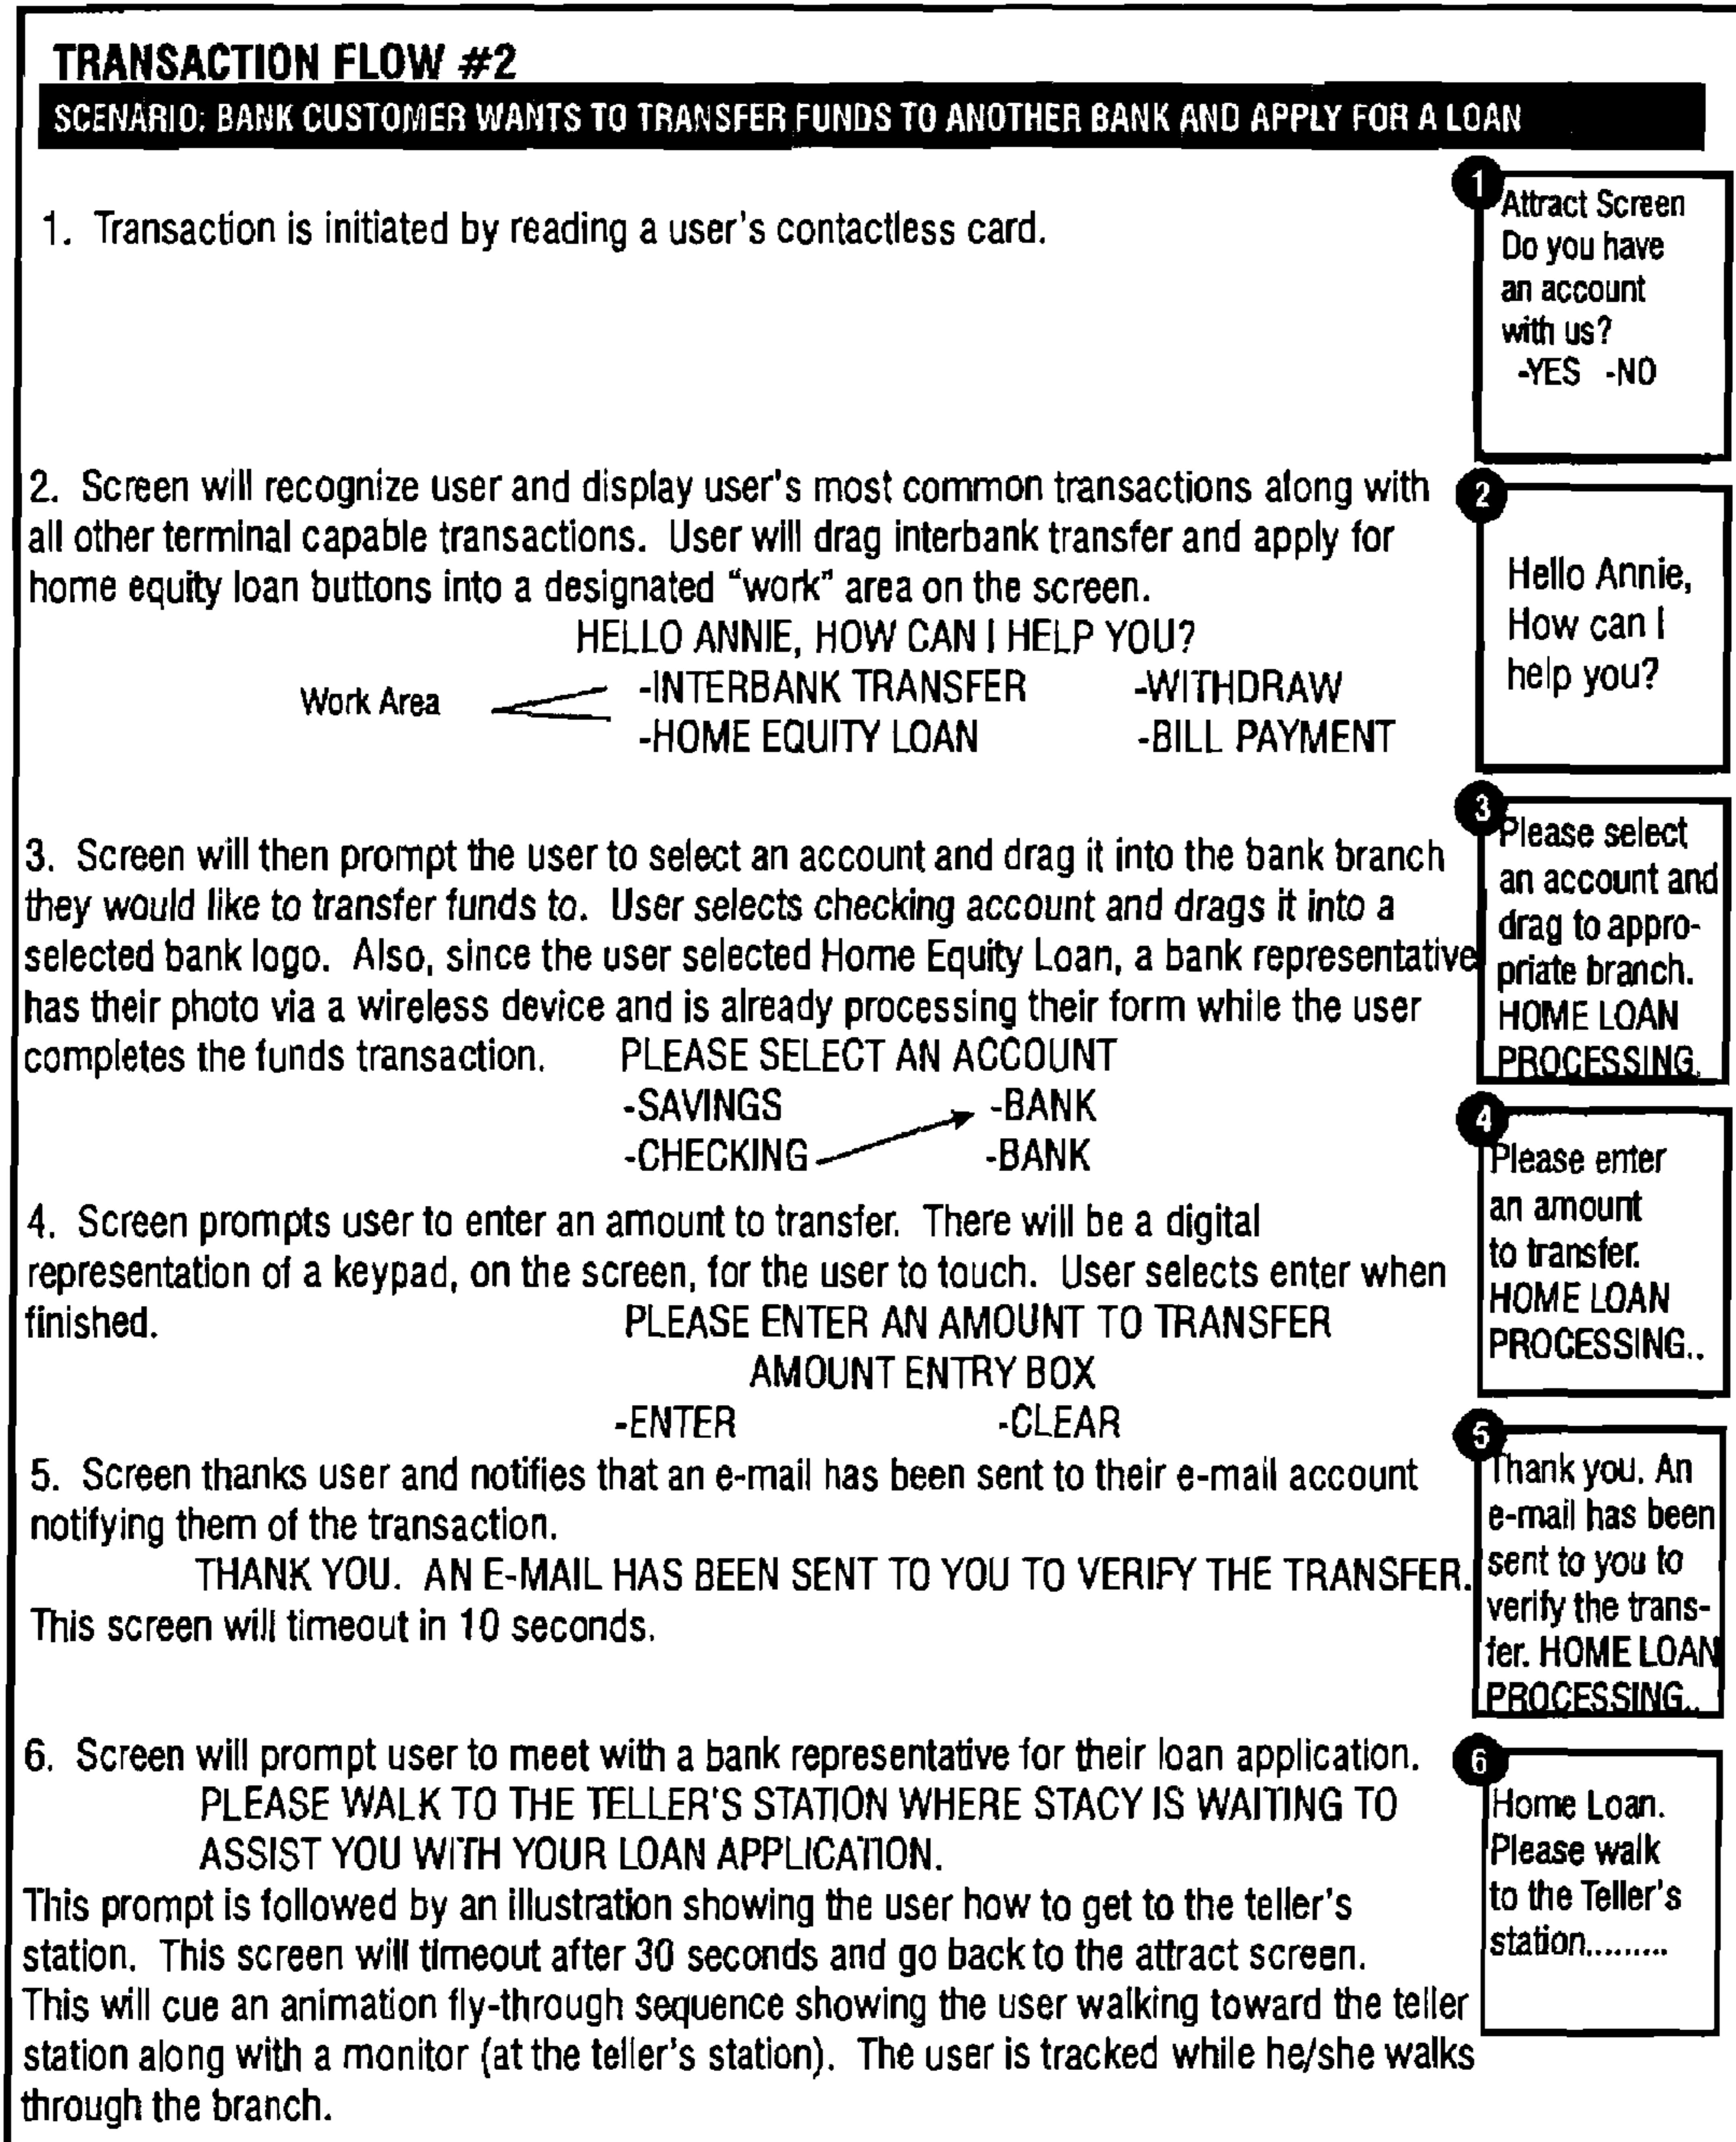 TRANSACTION FLOW #2
SCENARIO: BANK CUSTOMER WANTS TO TRANSFER FUNDS TO ANOTHER BANK AND APPLY FOR A LOAN
1. Transaction is initiated by reading a user's contactless card.
1
Attract Screen
Do you have
an account
with us?
-YES -NO
2. Screen will recognize user and display user's most common transactions along with
all other terminal capable transactions. User will drag interbank transfer and apply for
home equity loan buttons into a designated "work" area on the screen.
HELLO ANNIE, HOW CAN I HELP YOU?
Work Area -INTERBANK TRANSFER -WITHDRAW
-HOME EQUITY LOAN -BILL PAYMENT
2
Hello Annie,
How can I
help you?
3. Screen will then prompt the user to select an account and drag it into the bank branch
they would like to transfer funds to. User selects checking account and drags it into a
selected bank logo. Also, since the user selected Home Equity Loan, a bank representative
has their photo via a wireless device and is already processing their form while the user
completes the funds transaction. PLEASE SELECT AN ACCOUNT
-SAVINGS -BANK
-CHECKING -BANK
3
Please select
an account and
drag to appro-
priate branch.
HOME LOAN
PROCESSING.
4. Screen prompts user to enter an amount to transfer. There will be a digital
representation of a keypad, on the screen, for the user to touch. User selects enter when
finished. PLEASE ENTER AN AMOUNT TO TRANSFER
AMOUNT ENTRY BOX
-ENTER -CLEAR
4
Please enter
an amount
to transfer.
HOME LOAN
PROCESSING..
5. Screen thanks user and notifies that an e-mail has been sent to their e-mail account
notifying them of the transaction.
THANK YOU. AN E-MAIL HAS BEEN SENT TO YOU TO VERIFY THE TRANSFER.
This screen will timeout in 10 seconds.
5
Thank you. An
e-mail has been
sent to you to
verify the trans-
fer. HOME LOAN
PROCESSING..
6. Screen will prompt user to meet with a bank representative for their loan application.
PLEASE WALK TO THE TELLER'S STATION WHERE STACY IS WAITING TO
ASSIST YOU WITH YOUR LOAN APPLICATION.
This prompt is followed by an illustration showing the user how to get to the teller's
station. This screen will timeout after 30 seconds and go back to the attract screen.
This will cue an animation fly-through sequence showing the user walking toward the teller
station along with a monitor (at the teller's station). The user is tracked while he/she walks
through the branch.
6
Home Loan.
Please walk
to the Teller's
station.........